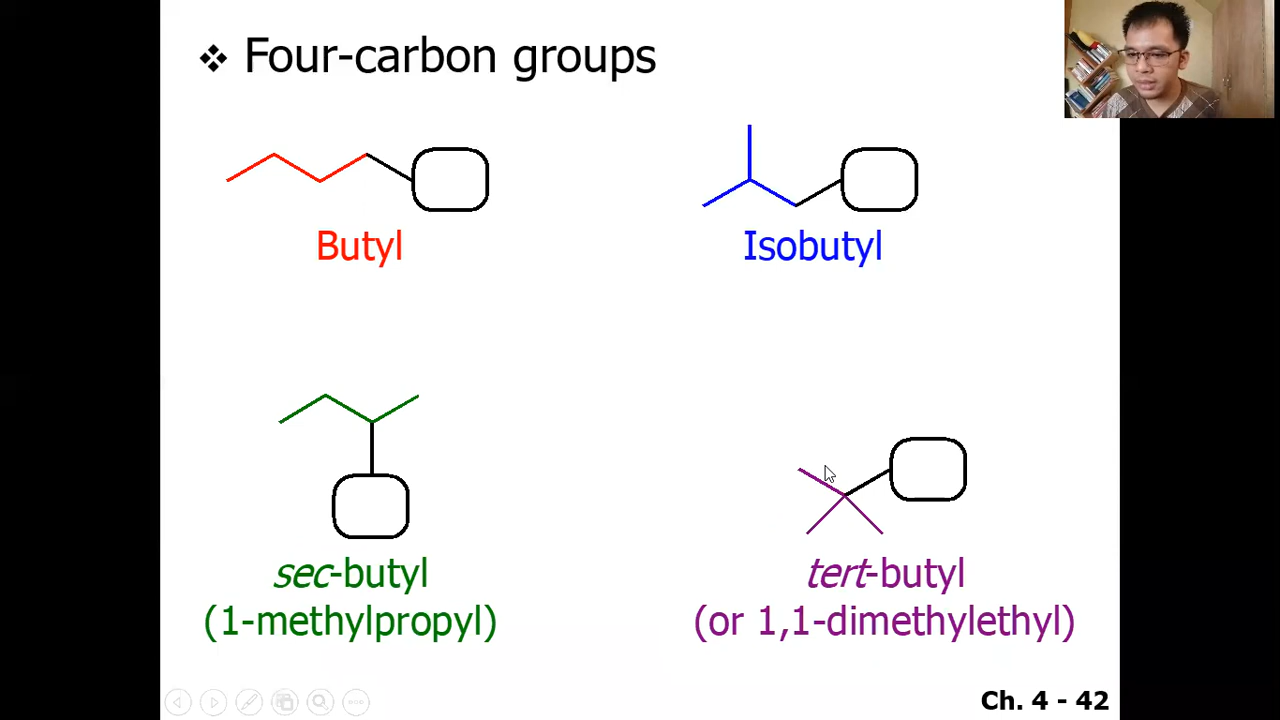 ❖ Four-carbon groups
Butyl
Isobutyl
sec-butyl
(1-methylpropyl)
tert-butyl
(or 1,1-dimethylethyl)
Ch. 4 - 42